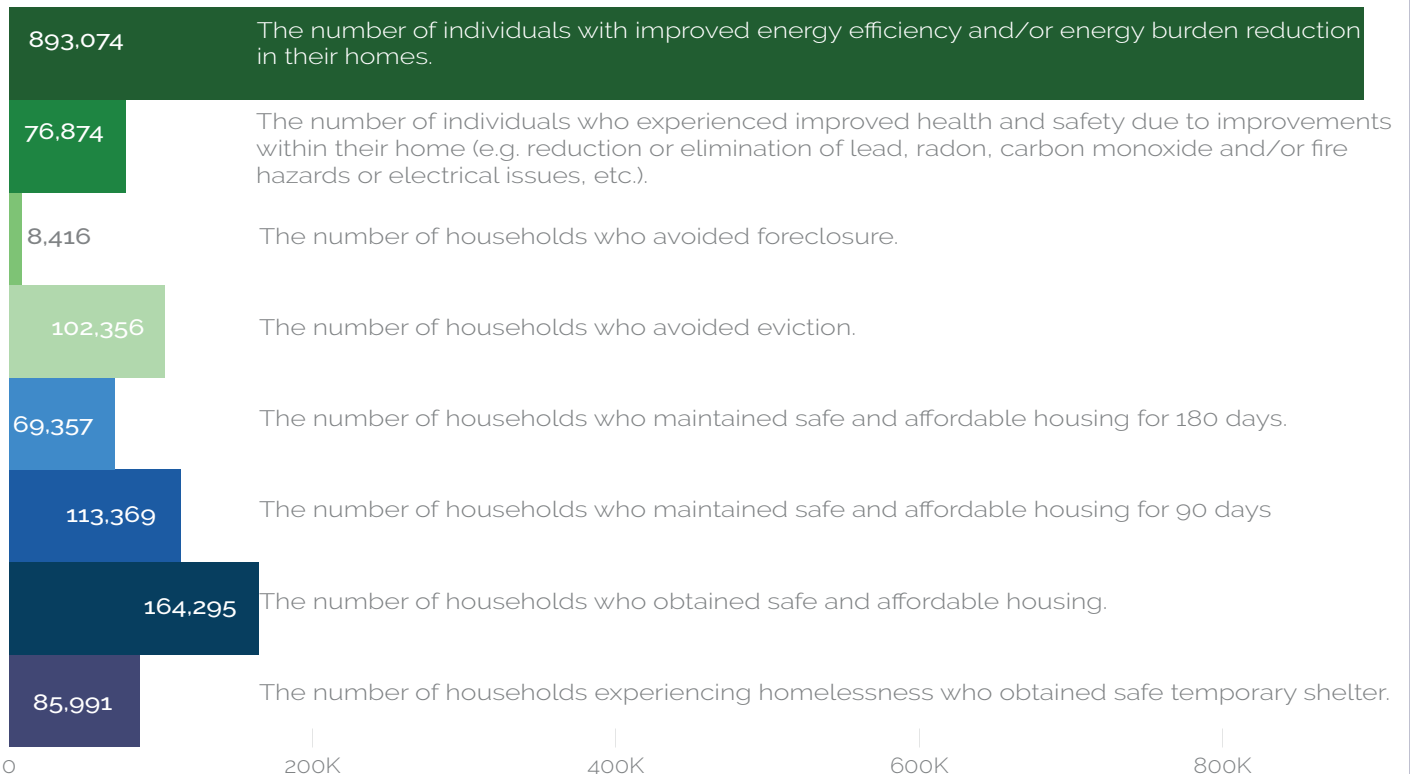 893,074
The number of individuals with improved energy efficiency and/or energy burden reduction
in their homes.
76,874
The number of individuals who experienced improved health and safety due to improvements
within their home (e.g. reduction or elimination of lead, radon, carbon monoxide and/or fire
hazards or electrical issues, etc.).
8,416
The number of households who avoided foreclosure.
102,356
The number of households who avoided eviction.
69,357
The number of households who maintained safe and affordable housing for 180 days.
113,369
The number of households who maintained safe and affordable housing for 90 days
164,295
The number of households who obtained safe and affordable housing.
85,991
The number of households experiencing homelessness who obtained safe temporary shelter.
0 200K 400K 600K 800K